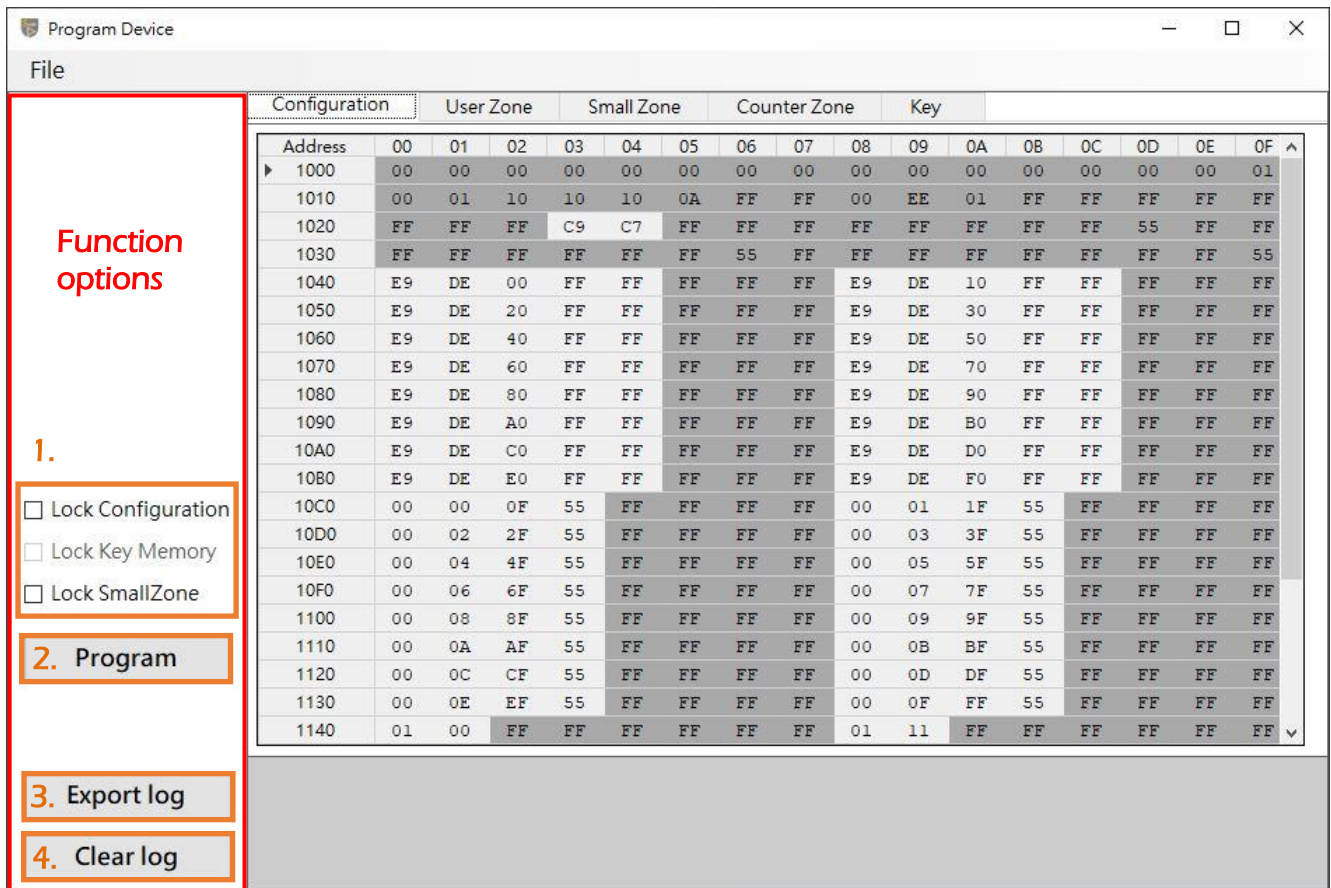 Program Device
File
Function
options
1.
Lock Configuration
Lock Key Memory
Lock SmallZone
2. Program
3. Export log
4. Clear log
Configuration User Zone Small Zone Counter Zone Key
Address 00 01 02 03 04 05 06 07 08 09 0A 0B 0C 0D 0E 0F
1000 00 00 00 00 00 00 00 00 00 00 00 00 00 00 00 01
1010 00 01 10 10 10 0A FF FF 00 EE 01 FF FF FF FF FF
1020 FF FF FF C9 C7 FF FF FF FF FF FF FF FF 55 FF FF
1030 FF FF FF FF FF FF 55 FF FF FF FF FF FF FF FF 55
1040 E9 DE 00 FF FF FF FF FF E9 DE 10 FF FF FF FF FF
1050 E9 DE 20 FF FF FF FF FF E9 DE 30 FF FF FF FF FF
1060 E9 DE 40 FF FF FF FF FF E9 DE 50 FF FF FF FF FF
1070 E9 DE 60 FF FF FF FF FF E9 DE 70 FF FF FF FF FF
1080 E9 DE 80 FF FF FF FF FF E9 DE 90 FF FF FF FF FF
1090 E9 DE A0 FF FF FF FF FF E9 DE B0 FF FF FF FF FF
10A0 E9 DE C0 FF FF FF FF FF E9 DE D0 FF FF FF FF FF
10B0 E9 DE E0 FF FF FF FF FF E9 DE F0 FF FF FF FF FF
10C0 00 00 0F 55 FF FF FF FF 00 01 1F 55 FF FF FF FF
10D0 00 02 2F 55 FF FF FF FF 00 03 3F 55 FF FF FF FF
10E0 00 04 4F 55 FF FF FF FF 00 05 5F 55 FF FF FF FF
10F0 00 06 6F 55 FF FF FF FF 00 07 7F 55 FF FF FF FF
1100 00 08 8F 55 FF FF FF FF 00 09 9F 55 FF FF FF FF
1110 00 0A AF 55 FF FF FF FF 00 0B BF 55 FF FF FF FF
1120 00 0C CF 55 FF FF FF FF 00 0D DF 55 FF FF FF FF
1130 00 0E EF 55 FF FF FF FF 00 0F FF 55 FF FF FF FF
1140 01 00 FF FF FF FF FF FF 01 11 FF FF FF FF FF FF